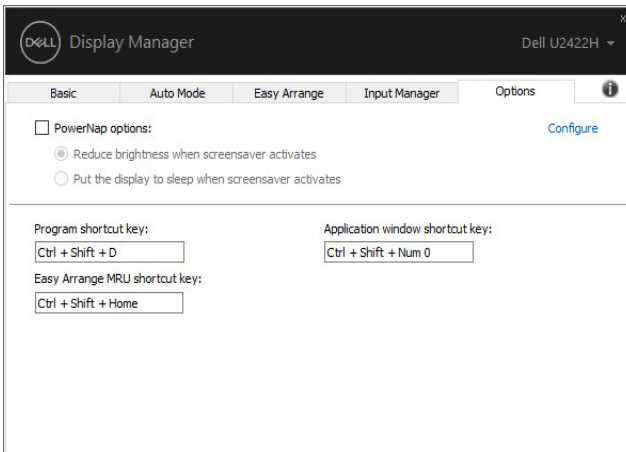 x
DELL Display Manager Dell U2422H
Basic Auto Mode Easy Arrange Input Manager Options i
PowerNap options: Configure
Reduce brightness when screensaver activates
Put the display to sleep when screensaver activates
Program shortcut key: Application window shortcut key:
Ctrl + Shift + D Ctrl + Shift + Num 0
Easy Arrange MRU shortcut key:
Ctrl + Shift + Home